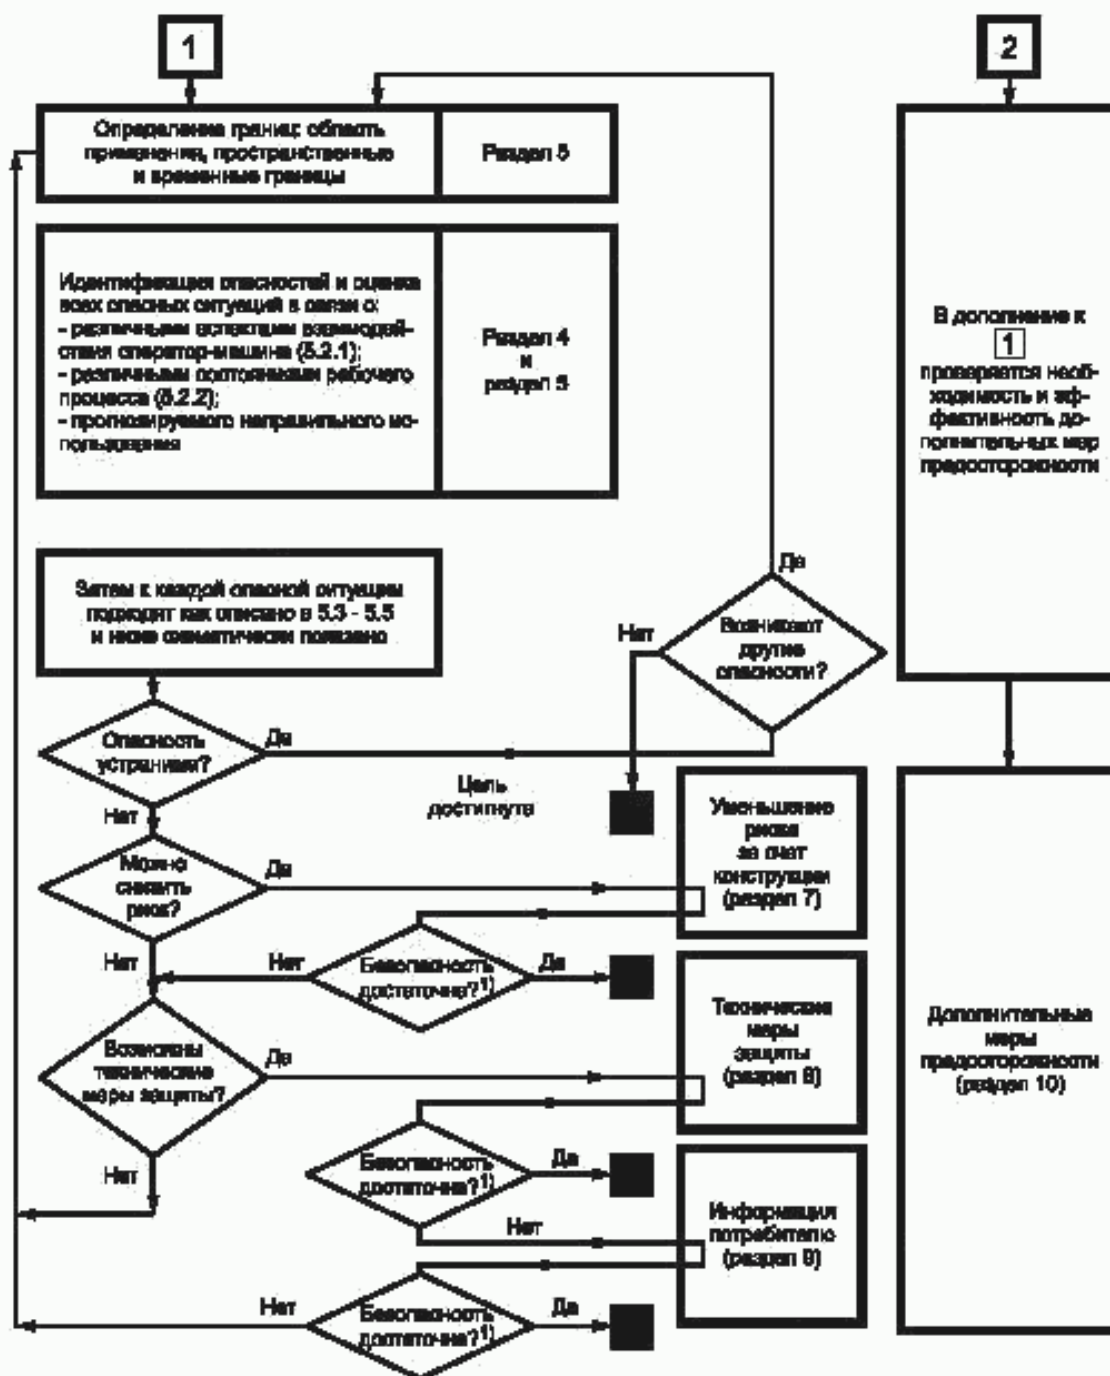 1
2
Определение границ: область
применения, пространственные
и временные границы
Раздел 5
Идентификация опасностей и оценка
всех опасных ситуаций в связи с:
- различными аспектами взаимодей-
ствия оператор-машина (5.2.1);
- различными состояниями рабочего
процесса (5.2.2);
- прогнозируемого неправильного ис-
пользования
Раздел 4
и
раздел 5
В дополнение к
1
проверяется необ-
ходимость и эф-
фективность до-
полнительных мер
предосторожности
Затем к каждой опасной ситуации
подходят как описано в 5.3 - 5.5
и ниже схематически показано
Да
Нет
Возникают
другие
опасности?
Опасность
устранима?
Да
Цель
достигнута
Нет
Уменьшение
риска
за счет
конструкции
(раздел 7)
Можно
снизить
риск?
Да
Нет
Безопасность
достаточна?1)
Нет
Да
Технические
меры
защиты
(раздел 8)
Возможны
технические
меры защиты?
Да
Нет
Дополнительные
меры
предосторожности
(раздел 10)
Безопасность
достаточна?1)
Да
Нет
Информация
потребителю
(раздел 9)
Нет
Безопасность
достаточна?1)
Да